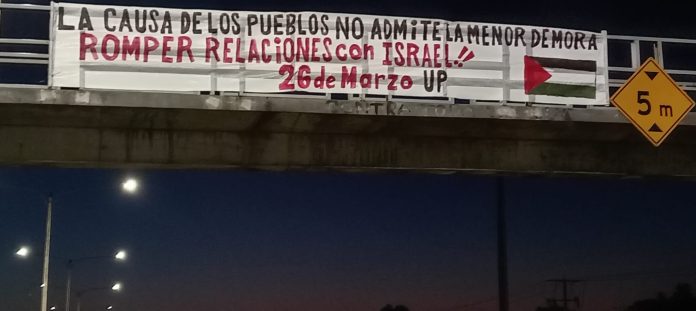 LA CAUSA DE LOS PUEBLOS NO ADMITE LA MENOR DEMORA
ROMPER RELACIONES con ISRAEL!!
26 de Marzo UP
5 m